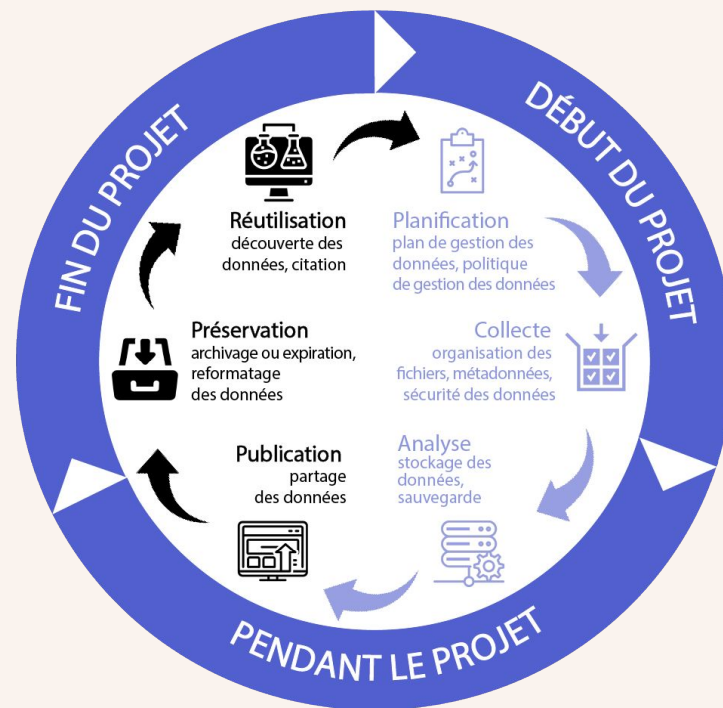 DÉBUT DU PROJET
PENDANT LE PROJET
FIN DU PROJET
Planification
plan de gestion des
données, politique
de gestion des données
Collecte
organisation des
fichiers, métadonnées,
sécurité des données
Analyse
stockage des
données,
sauvegarde
Publication
partage
des données
Préservation
archivage ou expiration,
reformatage
des données
Réutilisation
découverte des
données, citation